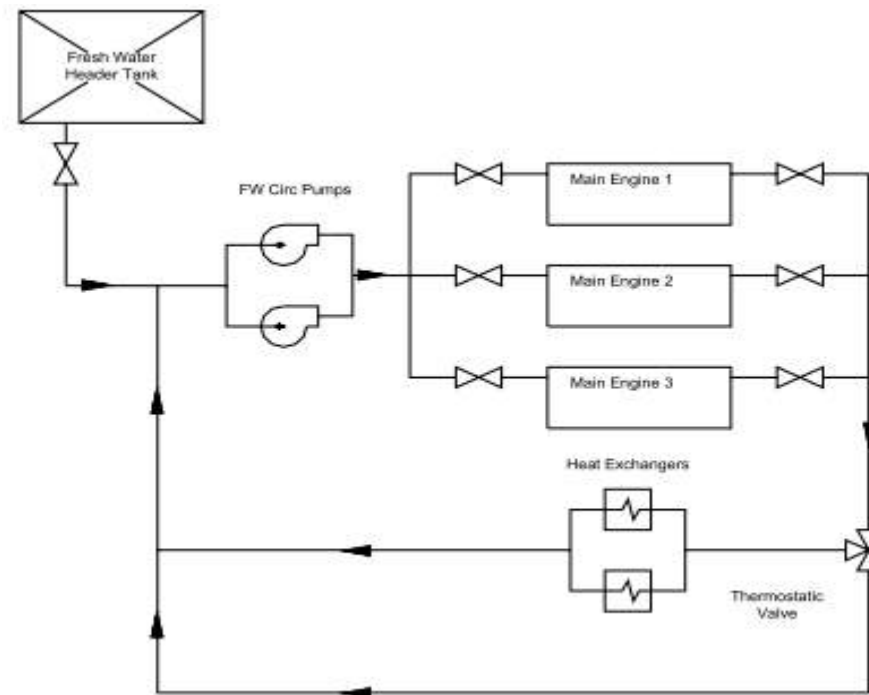 Fresh Water
Header Tank
FW Circ Pumps
Main Engine 1
Main Engine 2
Main Engine 3
Heat Exchangers
Thermostatic
Valve